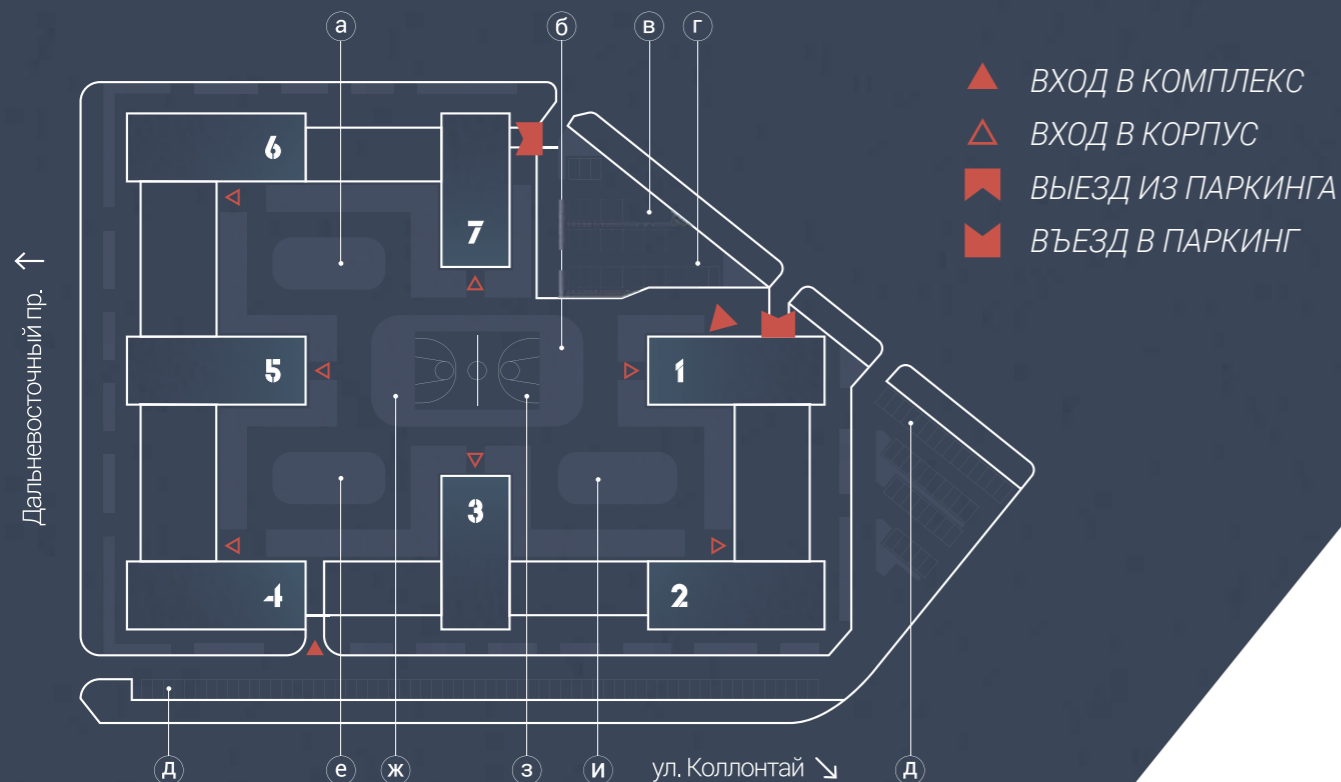 а
б
в
г
ВХОД В КОМПЛЕКС
ВХОД В КОРПУС
ВЫЕЗД ИЗ ПАРКИНГА
ВЪЕЗД В ПАРКИНГ
6
7
5
1
3
4
2
Дальневосточный пр.
д
е
ж
з
и
ул. Коллонтай
д